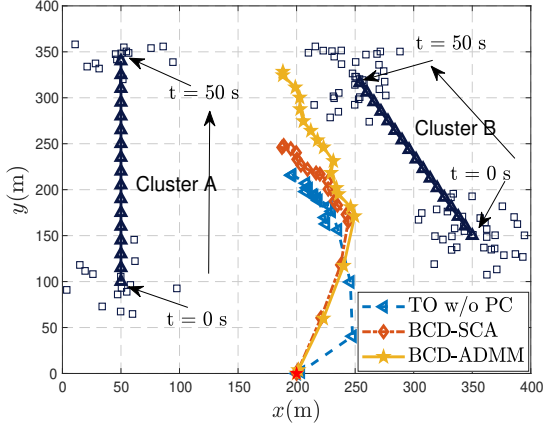 400
350
300
250
200
150
100
50
0
y(m)
t = 50 s
Cluster A
t = 0 s
t = 50 s
Cluster B
t = 0 s
TO w/o PC
BCD-SCA
BCD-ADMM
0 50 100 150 200 250 300 350 400
x(m)